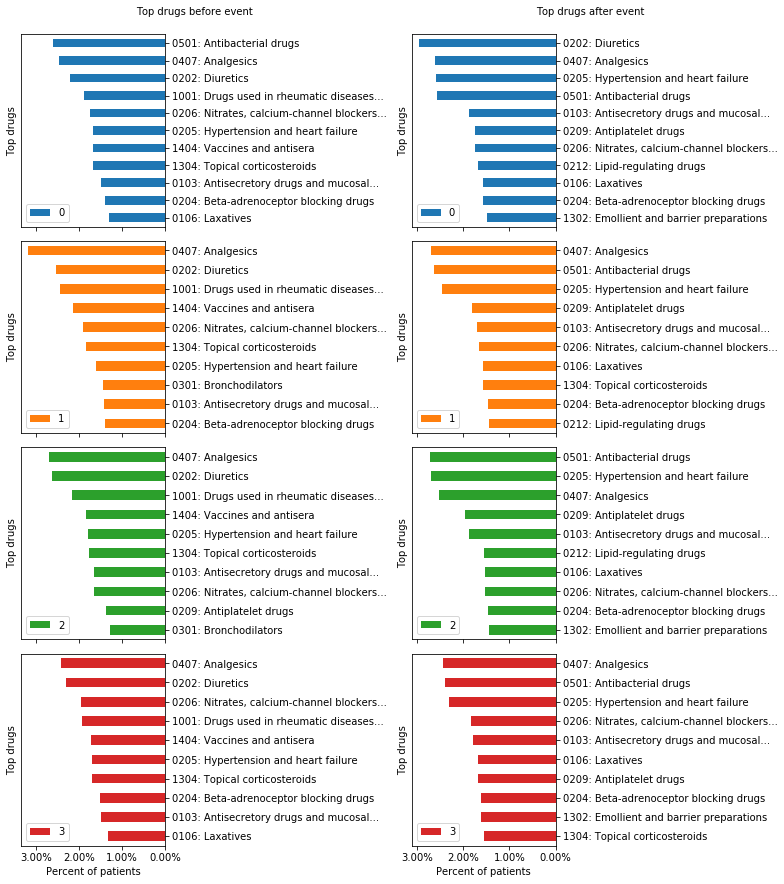 Top drugs before event
Top drugs
0501: Antibacterial drugs
0407: Analgesics
0202: Diuretics
1001: Drugs used in rheumatic diseases...
0206: Nitrates, calcium-channel blockers...
0205: Hypertension and heart failure
1404: Vaccines and antisera
1304: Topical corticosteroids
0103: Antisecretory drugs and mucosal...
0204: Beta-adrenoceptor blocking drugs
0106: Laxatives
0
Top drugs
0407: Analgesics
0202: Diuretics
1001: Drugs used in rheumatic diseases...
1404: Vaccines and antisera
0206: Nitrates, calcium-channel blockers...
1304: Topical corticosteroids
0205: Hypertension and heart failure
0301: Bronchodilators
0103: Antisecretory drugs and mucosal...
0204: Beta-adrenoceptor blocking drugs
1
Top drugs
0407: Analgesics
0202: Diuretics
1001: Drugs used in rheumatic diseases...
1404: Vaccines and antisera
0205: Hypertension and heart failure
1304: Topical corticosteroids
0103: Antisecretory drugs and mucosal...
0206: Nitrates, calcium-channel blockers...
0209: Antiplatelet drugs
0301: Bronchodilators
2
Top drugs
0407: Analgesics
0202: Diuretics
0206: Nitrates, calcium-channel blockers...
1001: Drugs used in rheumatic diseases...
1404: Vaccines and antisera
0205: Hypertension and heart failure
1304: Topical corticosteroids
0204: Beta-adrenoceptor blocking drugs
0103: Antisecretory drugs and mucosal...
0106: Laxatives
3
3.00% 2.00% 1.00% 0.00%
Percent of patients
Top drugs after event
Top drugs
0202: Diuretics
0407: Analgesics
0205: Hypertension and heart failure
0501: Antibacterial drugs
0103: Antisecretory drugs and mucosal...
0209: Antiplatelet drugs
0206: Nitrates, calcium-channel blockers...
0212: Lipid-regulating drugs
0106: Laxatives
0204: Beta-adrenoceptor blocking drugs
1302: Emollient and barrier preparations
0
Top drugs
0407: Analgesics
0501: Antibacterial drugs
0205: Hypertension and heart failure
0209: Antiplatelet drugs
0103: Antisecretory drugs and mucosal...
0206: Nitrates, calcium-channel blockers...
0106: Laxatives
1304: Topical corticosteroids
0204: Beta-adrenoceptor blocking drugs
0212: Lipid-regulating drugs
1
Top drugs
0501: Antibacterial drugs
0205: Hypertension and heart failure
0407: Analgesics
0209: Antiplatelet drugs
0103: Antisecretory drugs and mucosal...
0212: Lipid-regulating drugs
0106: Laxatives
0206: Nitrates, calcium-channel blockers...
0204: Beta-adrenoceptor blocking drugs
1302: Emollient and barrier preparations
2
Top drugs
0407: Analgesics
0501: Antibacterial drugs
0205: Hypertension and heart failure
0206: Nitrates, calcium-channel blockers...
0103: Antisecretory drugs and mucosal...
0106: Laxatives
0209: Antiplatelet drugs
0204: Beta-adrenoceptor blocking drugs
1302: Emollient and barrier preparations
1304: Topical corticosteroids
3
3.00% 2.00% 1.00% 0.00%
Percent of patients